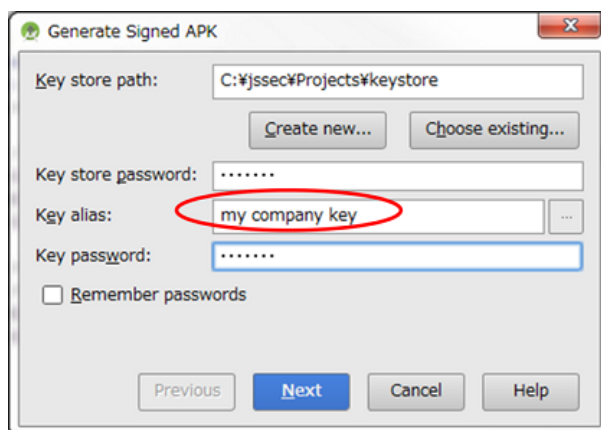 Generate Signed APK
Key store path: C:¥jssec¥Projects¥keystore
Create new... Choose existing...
Key store password: •••••••
Key alias: my company key ...
Key password: •••••••
Remember passwords
Previous Next Cancel Help